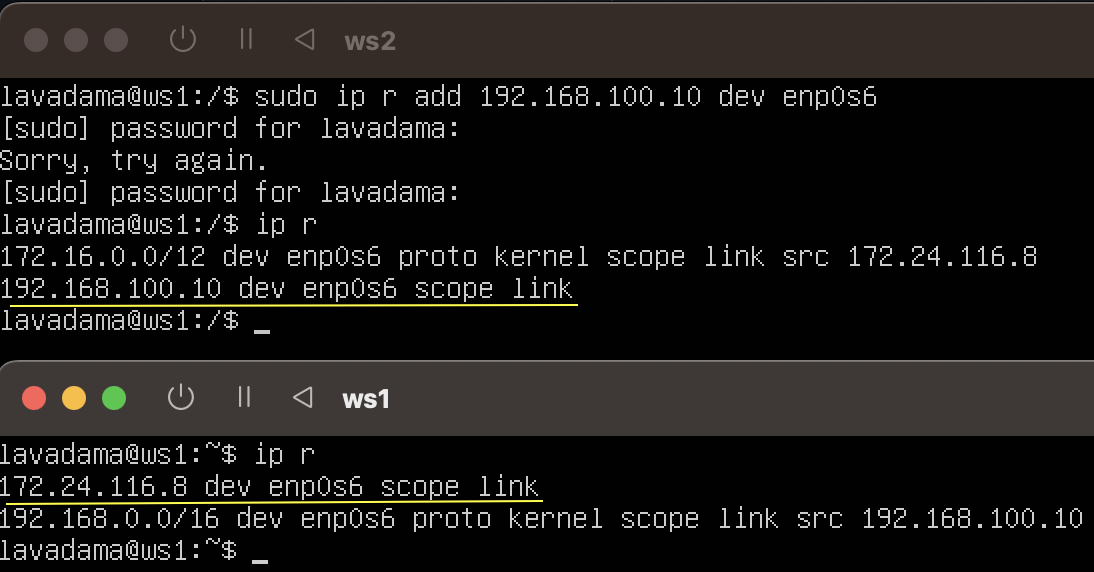 ws2
lavadama@ws1:/$ sudo ip r add 192.168.100.10 dev enp0s6
[sudo] password for lavadama:
Sorry, try again.
[sudo] password for lavadama:
lavadama@ws1:/$ ip r
172.16.0.0/12 dev enp0s6 proto kernel scope link src 172.24.116.8
192.168.100.10 dev enp0s6 scope link
lavadama@ws1:/$ _
ws1
lavadama@ws1:~$ ip r
172.24.116.8 dev enp0s6 scope link
192.168.0.0/16 dev enp0s6 proto kernel scope link src 192.168.100.10
lavadama@ws1:~$ _